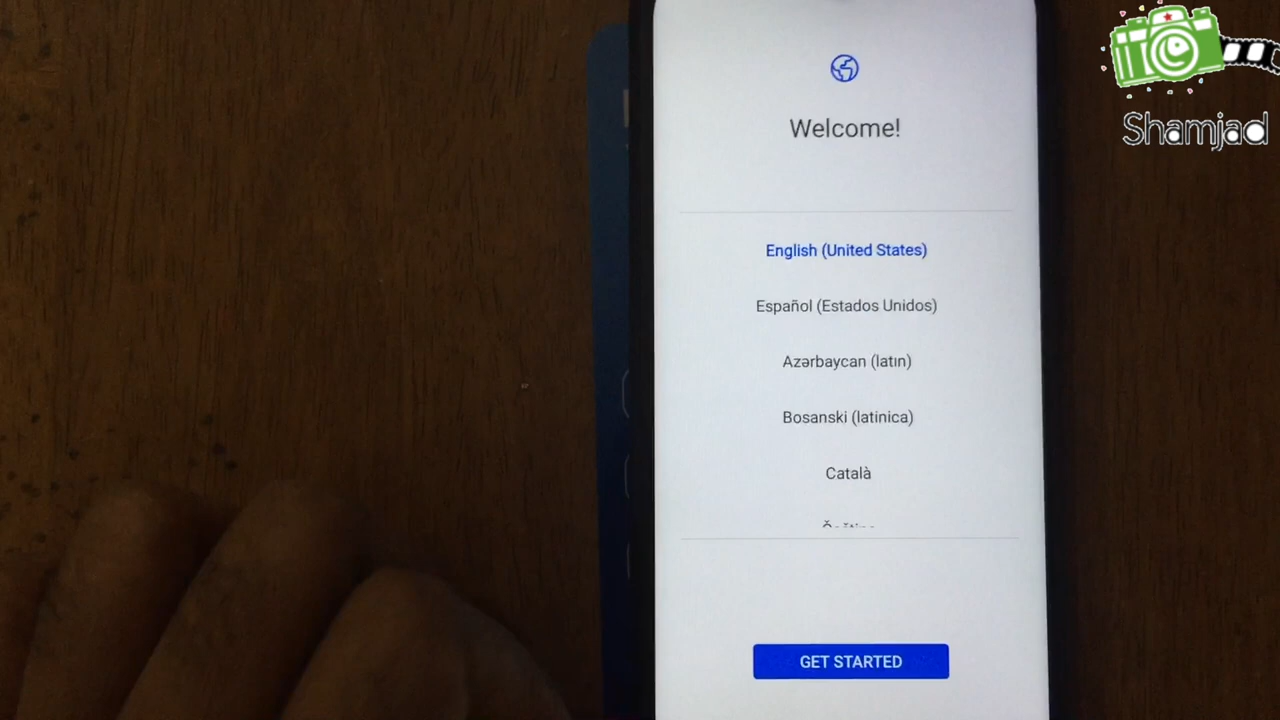 Welcome!
English (United States)
Español (Estados Unidos)
Azərbaycan (latın)
Bosanski (latinica)
Català
GET STARTED
Shamjad